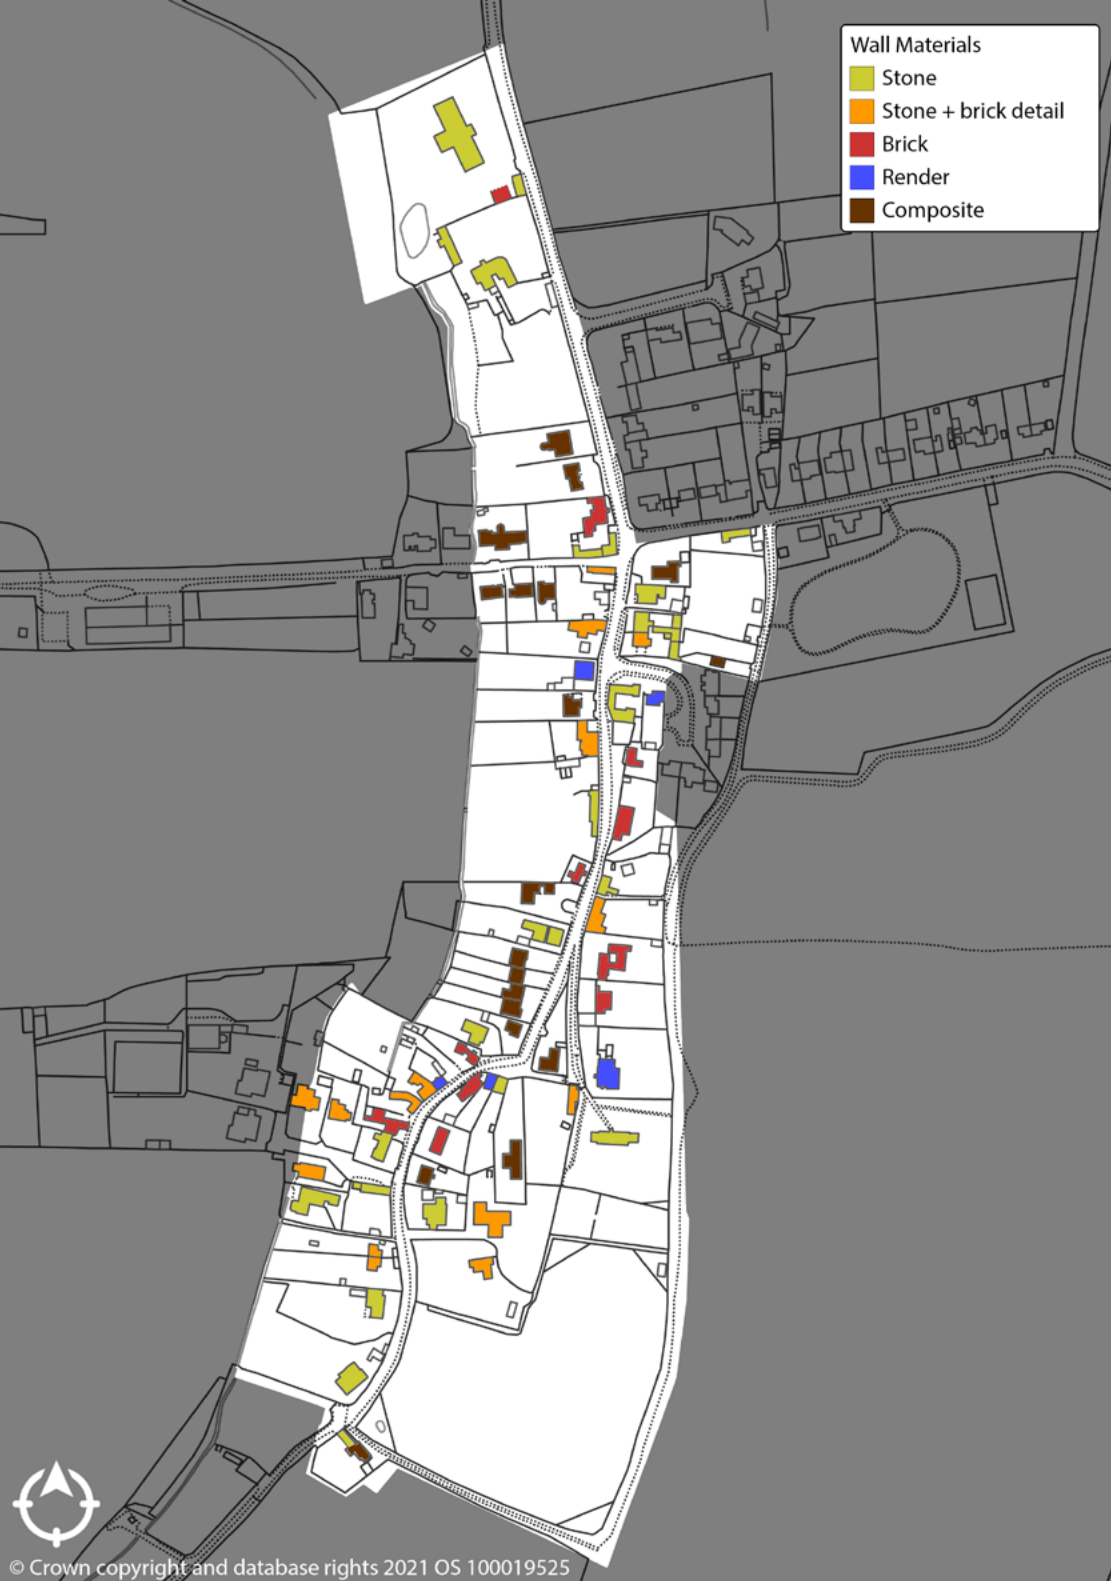 Wall Materials
Stone
Stone + brick detail
Brick
Render
Composite
© Crown copyright and database rights 2021 OS 100019525